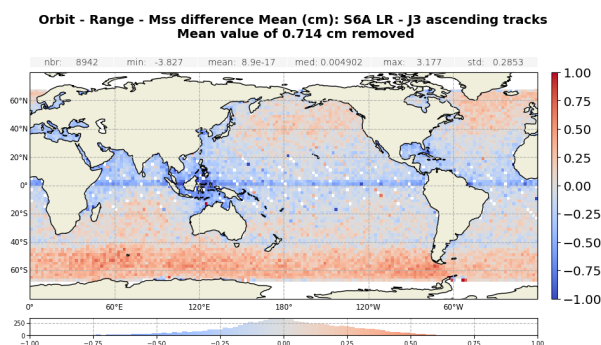 Orbit - Range - Mss difference Mean (cm): S6A LR - J3 ascending tracks
Mean value of 0.714 cm removed
nbr: 8942 min: -3.827 mean: 8.9e-17 med: 0.004902 max: 3.177 std: 0.2853
60°N
40°N
20°N
0°
20°S
40°S
60°S
0° 60°E 120°E 180° 120°W 60°W
1.00
0.75
0.50
0.25
0.00
−0.25
−0.50
−0.75
−1.00
250
0
−1.00 −0.75 −0.50 −0.25 0.00 0.25 0.50 0.75 1.00